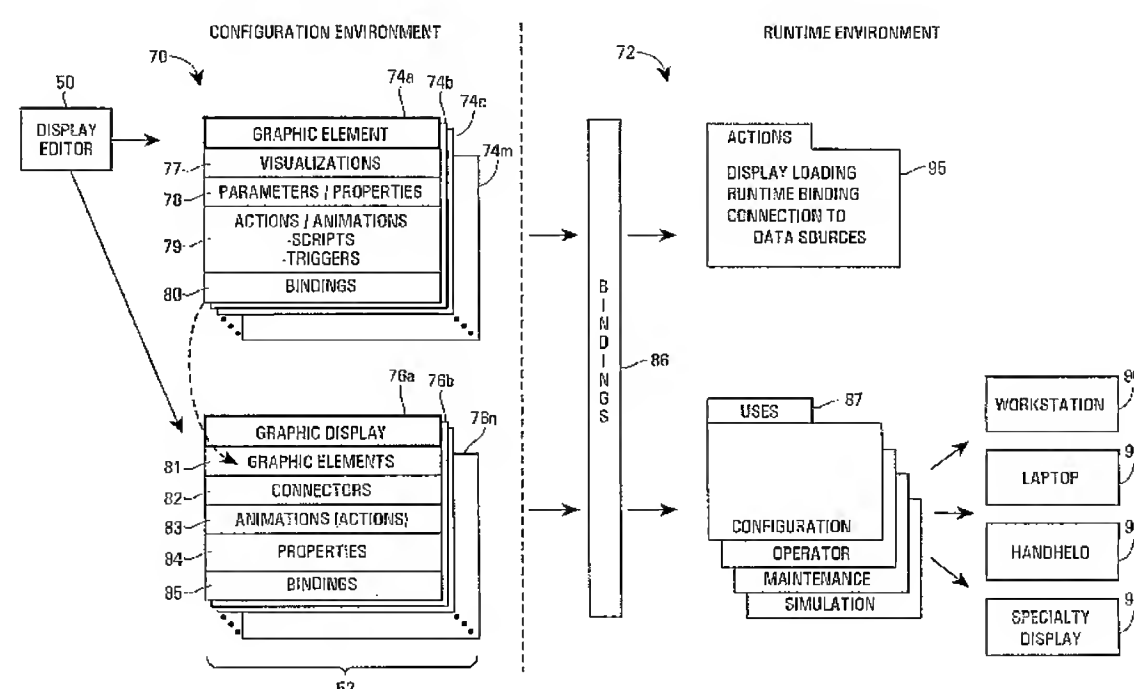 CONFIGURATION ENVIRONMENT
RUNTIME ENVIRONMENT
70
72
50
DISPLAY
EDITOR
74a
74b
74c
74m
GRAPHIC ELEMENT
77
VISUALIZATIONS
78
PARAMETERS / PROPERTIES
79
ACTIONS / ANIMATIONS
-SCRIPTS
-TRIGGERS
80
BINDINGS
76a
76b
76n
GRAPHIC DISPLAY
81
GRAPHIC ELEMENTS
82
CONNECTORS
83
ANIMATIONS (ACTIONS)
84
PROPERTIES
85
BINDINGS
52
BINDINGS
86
ACTIONS
95
DISPLAY LOADING
RUNTIME BINDING
CONNECTION TO
DATA SOURCES
USES
87
CONFIGURATION
OPERATOR
MAINTENANCE
SIMULATION
WORKSTATION
LAPTOP
HANDHELD
SPECIALTY
DISPLAY